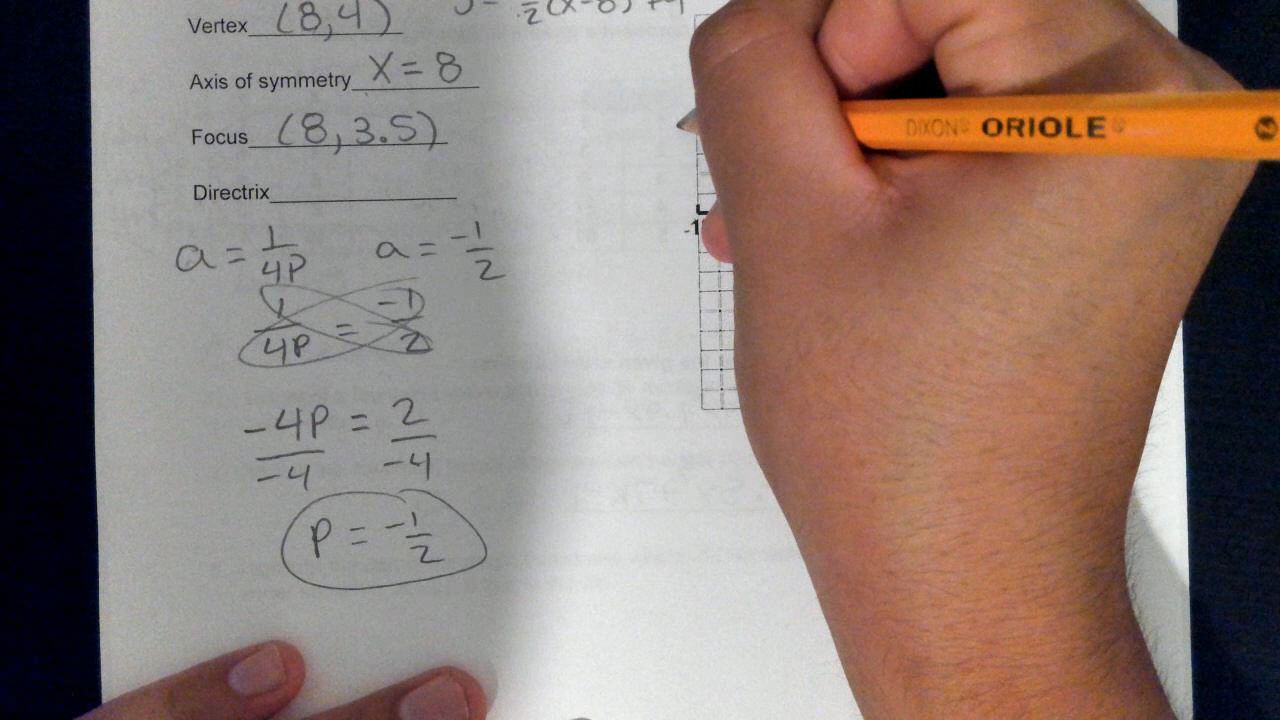 Vertex (8,4)
Axis of symmetry X = 8
Focus (8,3.5)
Directrix
a = 1/4P a = -1/2
1/4P = -1/2
-4P/-4 = 2/-4
P = -1/2
DIXON® ORIOLE®
-1